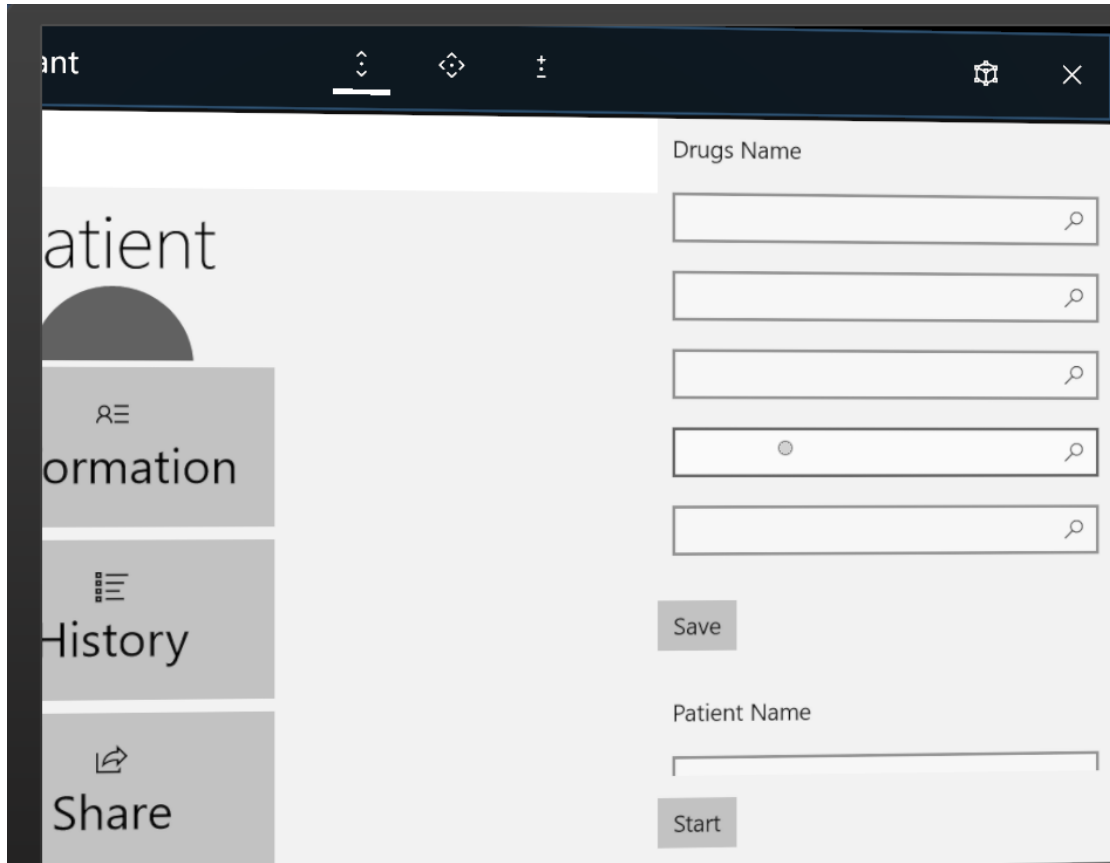 ant
Drugs Name
atient
ormation
History
Save
Patient Name
Share
Start